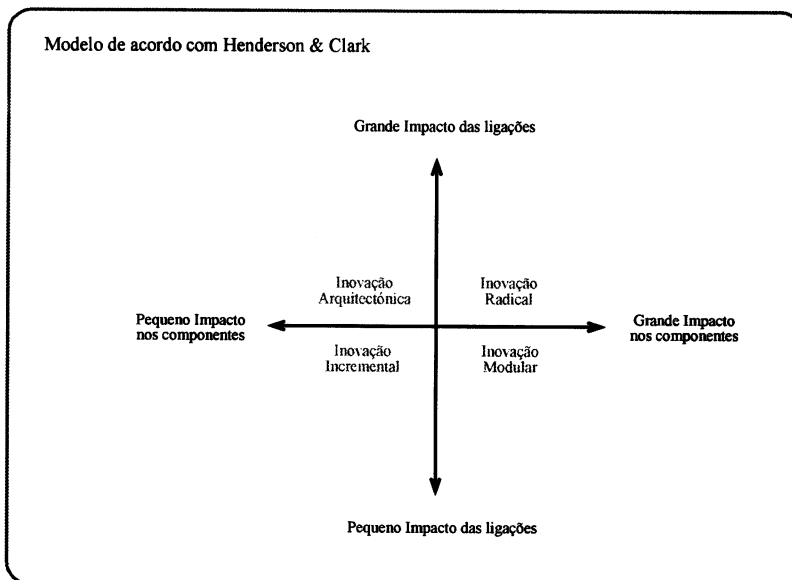 Modelo de acordo com Henderson & Clark
Grande Impacto das ligações
Inovação
Arquitectónica
Inovação
Radical
Pequeno Impacto
nos componentes
Grande Impacto
nos componentes
Inovação
Incremental
Inovação
Modular
Pequeno Impacto das ligações